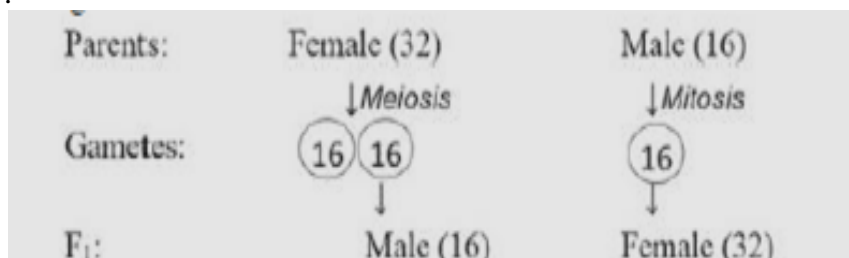 Parents: Female (32) Male (16)
Meiosis Mitosis
Gametes: 16 16 16
F₁: Male (16) Female (32)